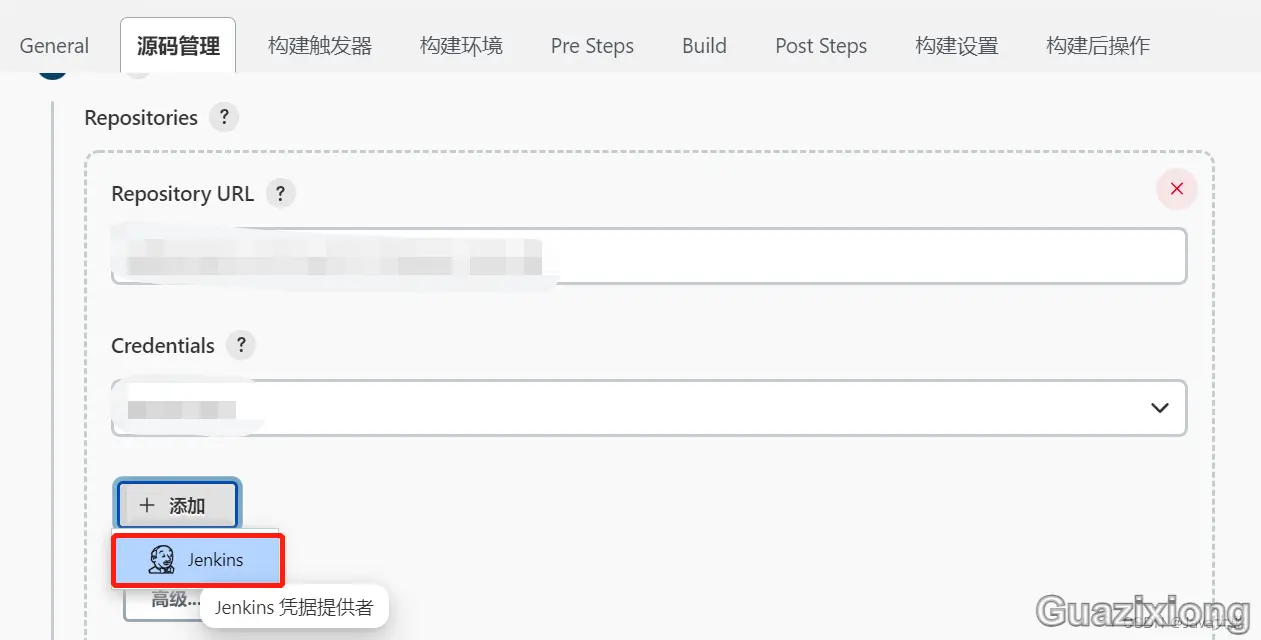 General 源码管理 构建触发器 构建环境 Pre Steps Build Post Steps 构建设置 构建后操作
Repositories ?
Repository URL ?
Credentials ?
+ 添加
Jenkins
高级...
Jenkins 凭据提供者
Guazixiong